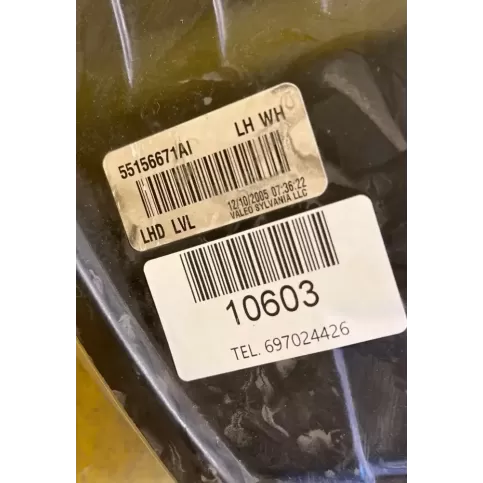 55156671AI LH WH
LHD LVL 12/10/2005 07:36:22
VALEO SYLVANIA LLC
10603
TEL. 697024426